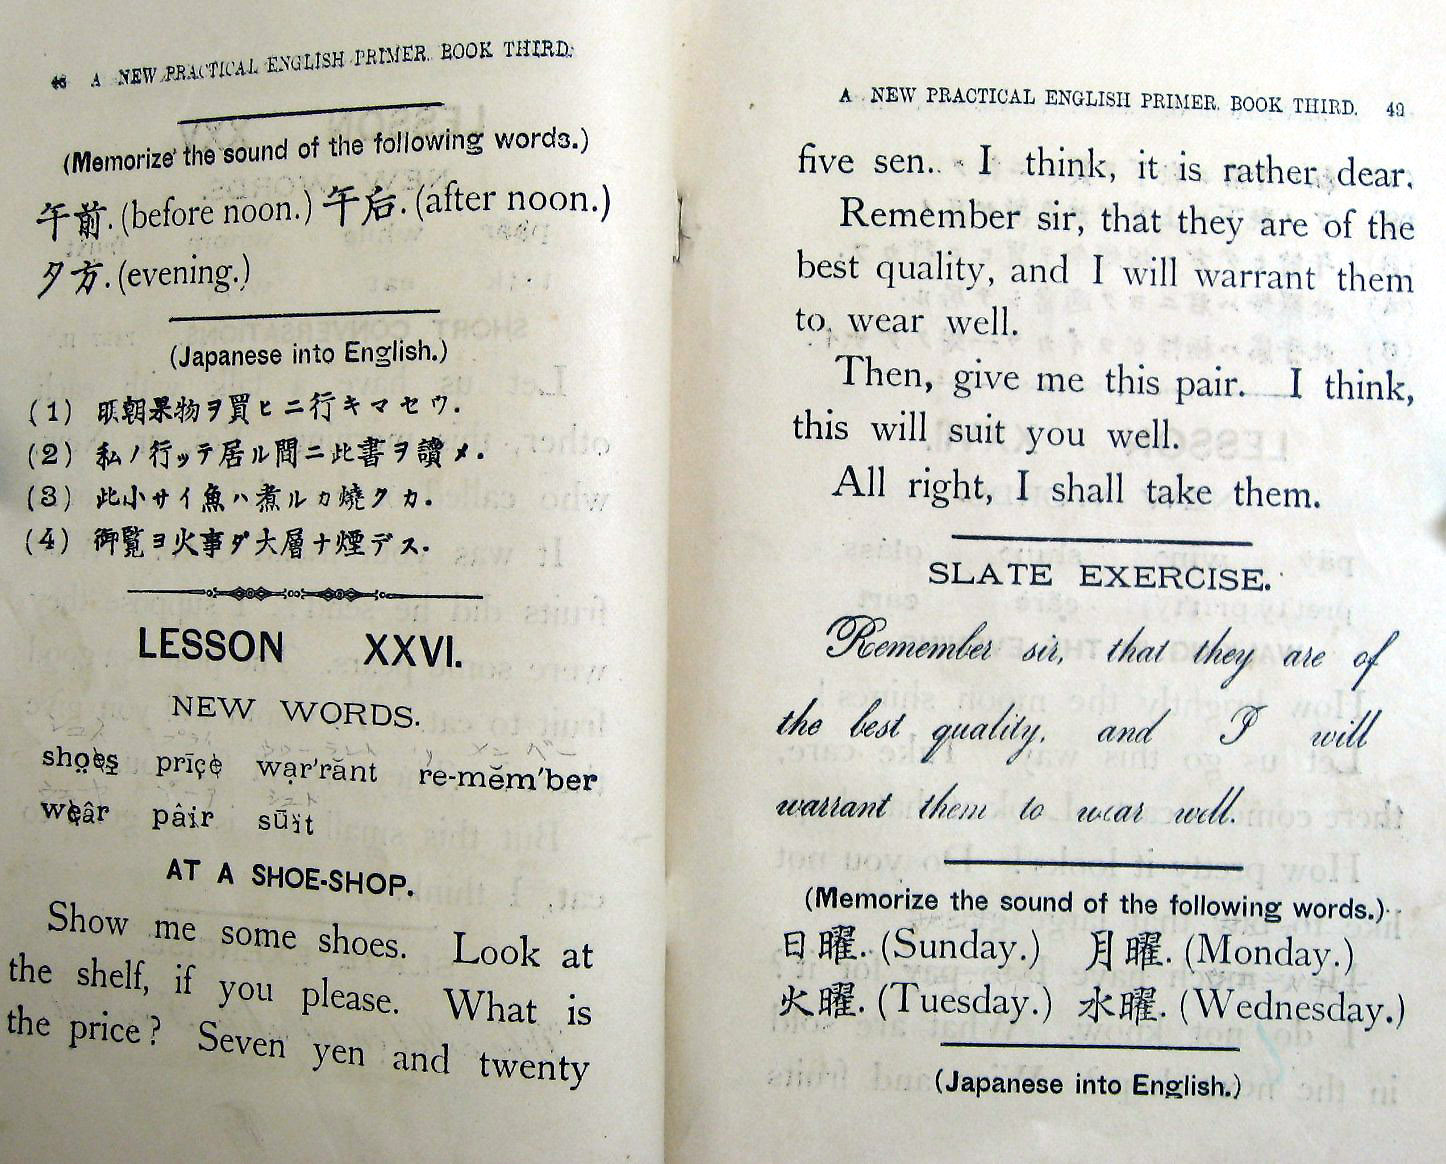 A NEW PRACTICAL ENGLISH PRIMER. BOOK THIRD.
(Memorize the sound of the following words.)
午前. (before noon.) 午后. (after noon.)
夕方. (evening.)
(Japanese into English.)
(1) 明朝果物ヲ買ヒニ行キマセウ.
(2) 私ノ行ッテ居ル間ニ此書ヲ讀メ.
(3) 此小サイ魚ハ煮ルカ燒クカ.
(4) 御覧ヨ火事ダ大層ナ煙デス.
LESSON XXVI.
NEW WORDS.
shoes prīçe war'rănt re-mĕm'ber
weâr pâir sūit
AT A SHOE-SHOP.
Show me some shoes. Look at
the shelf, if you please. What is
the price? Seven yen and twenty
A NEW PRACTICAL ENGLISH PRIMER. BOOK THIRD. 49
five sen. I think, it is rather dear.
Remember sir, that they are of the
best quality, and I will warrant them
to wear well.
Then, give me this pair. I think,
this will suit you well.
All right, I shall take them.
SLATE EXERCISE.
Remember sir, that they are of
the best quality, and I will
warrant them to wear well.
(Memorize the sound of the following words.)
日曜. (Sunday.) 月曜. (Monday.)
火曜. (Tuesday.) 水曜. (Wednesday.)
(Japanese into English.)